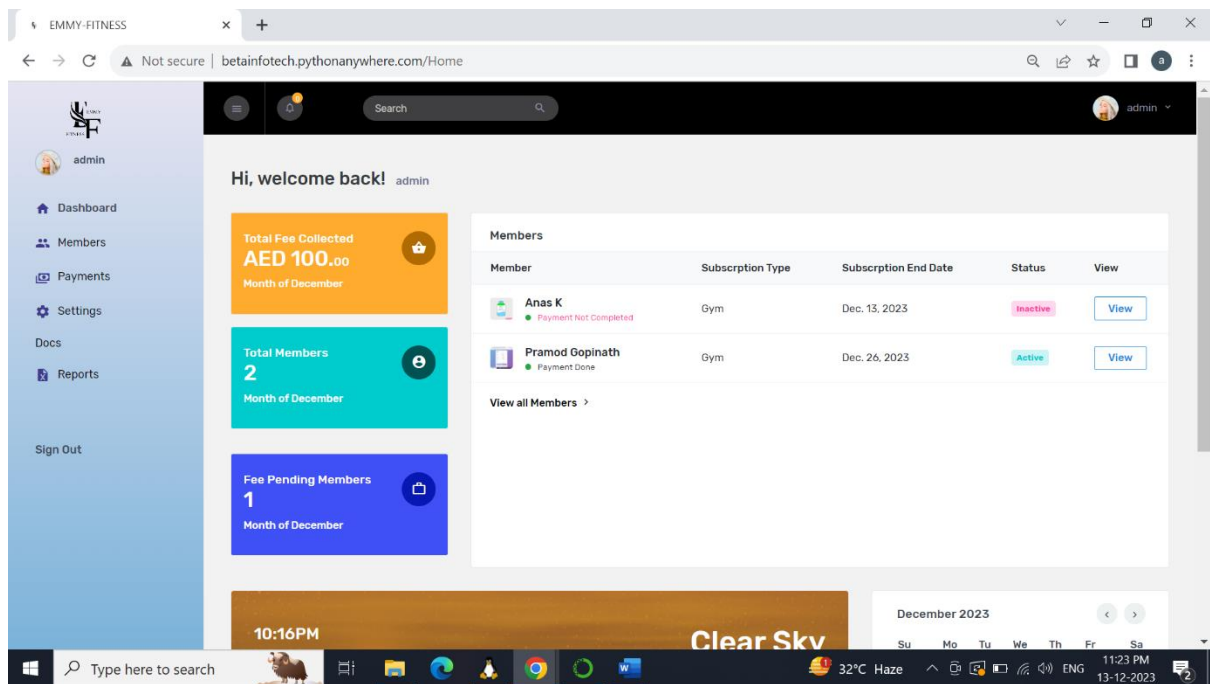 EMMY-FITNESS
Not secure | betainfotech.pythonanywhere.com/Home
a
EMMY
FITNESS
0
Search
admin
admin
Hi, welcome back! admin
Dashboard
Members
Payments
Settings
Docs
Reports
Sign Out
Total Fee Collected
AED 100.00
Month of December
Total Members
2
Month of December
Fee Pending Members
1
Month of December
Members
Member Subscrption Type Subscrption End Date Status View
Anas K
Payment Not Completed
Gym Dec. 13, 2023 Inactive View
Pramod Gopinath
Payment Done
Gym Dec. 26, 2023 Active View
View all Members >
10:16PM
Clear Sky
December 2023
Su Mo Tu We Th Fr Sa
Type here to search
32°C Haze
ENG
11:23 PM
13-12-2023
2